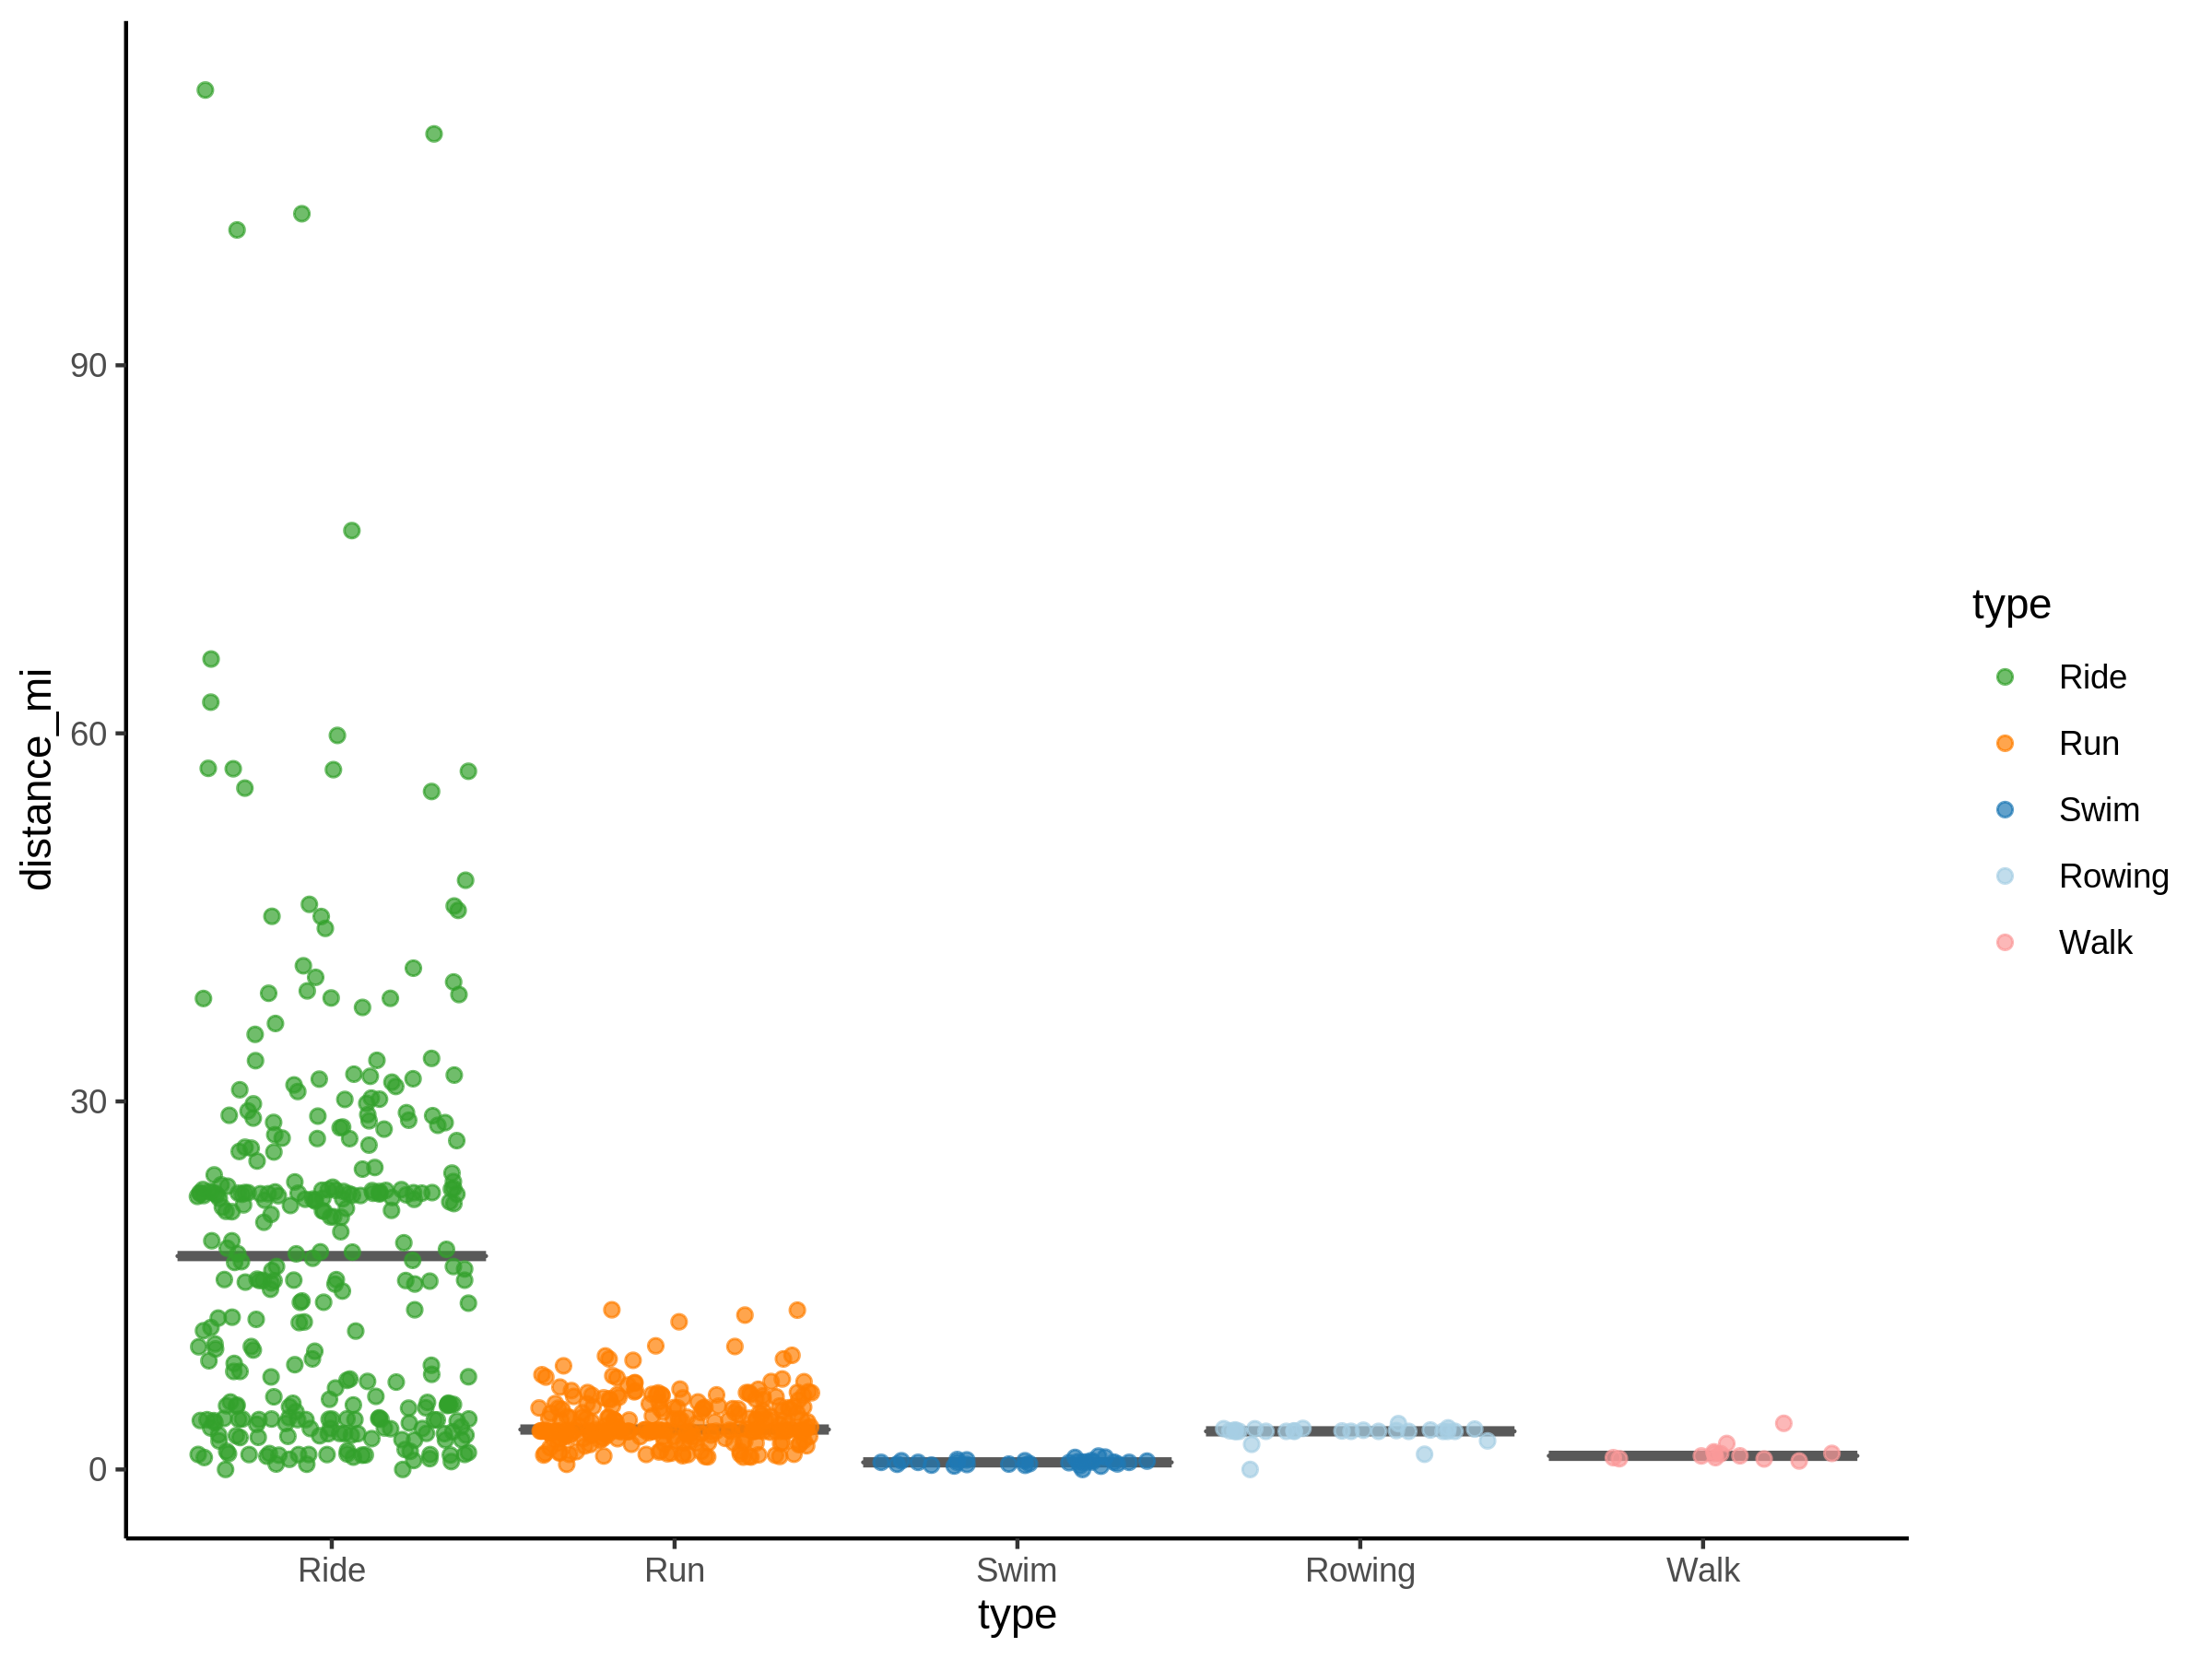 distance_mi
90
60
30
0
Ride
Run
Swim
Rowing
Walk
type
type
Ride
Run
Swim
Rowing
Walk